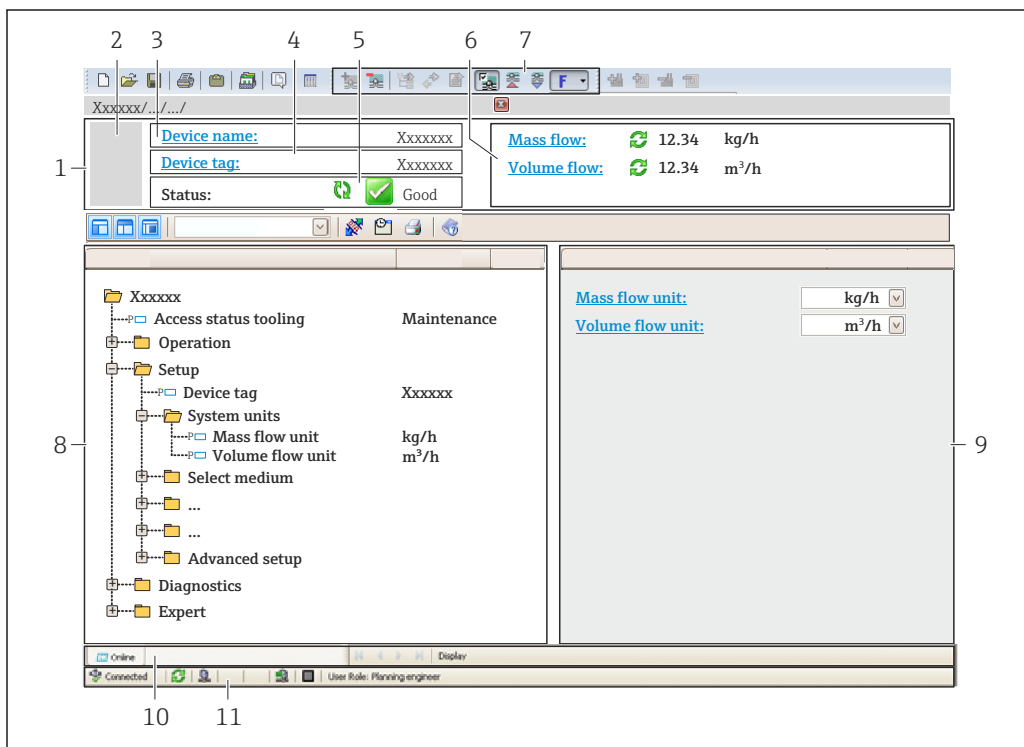 2 3 4 5 6 7
F
Xxxxxx/.../.../
1
Device name: Xxxxxxx
Device tag: Xxxxxxx
Status: Good
Mass flow: 12.34 kg/h
Volume flow: 12.34 m³/h
Xxxxxx
Access status tooling Maintenance
Operation
Setup
Device tag Xxxxxx
System units
Mass flow unit kg/h
Volume flow unit m³/h
Select medium
...
...
Advanced setup
Diagnostics
Expert
8
Mass flow unit: kg/h
Volume flow unit: m³/h
9
Online Display
Connected User Role: Planning engineer
10 11